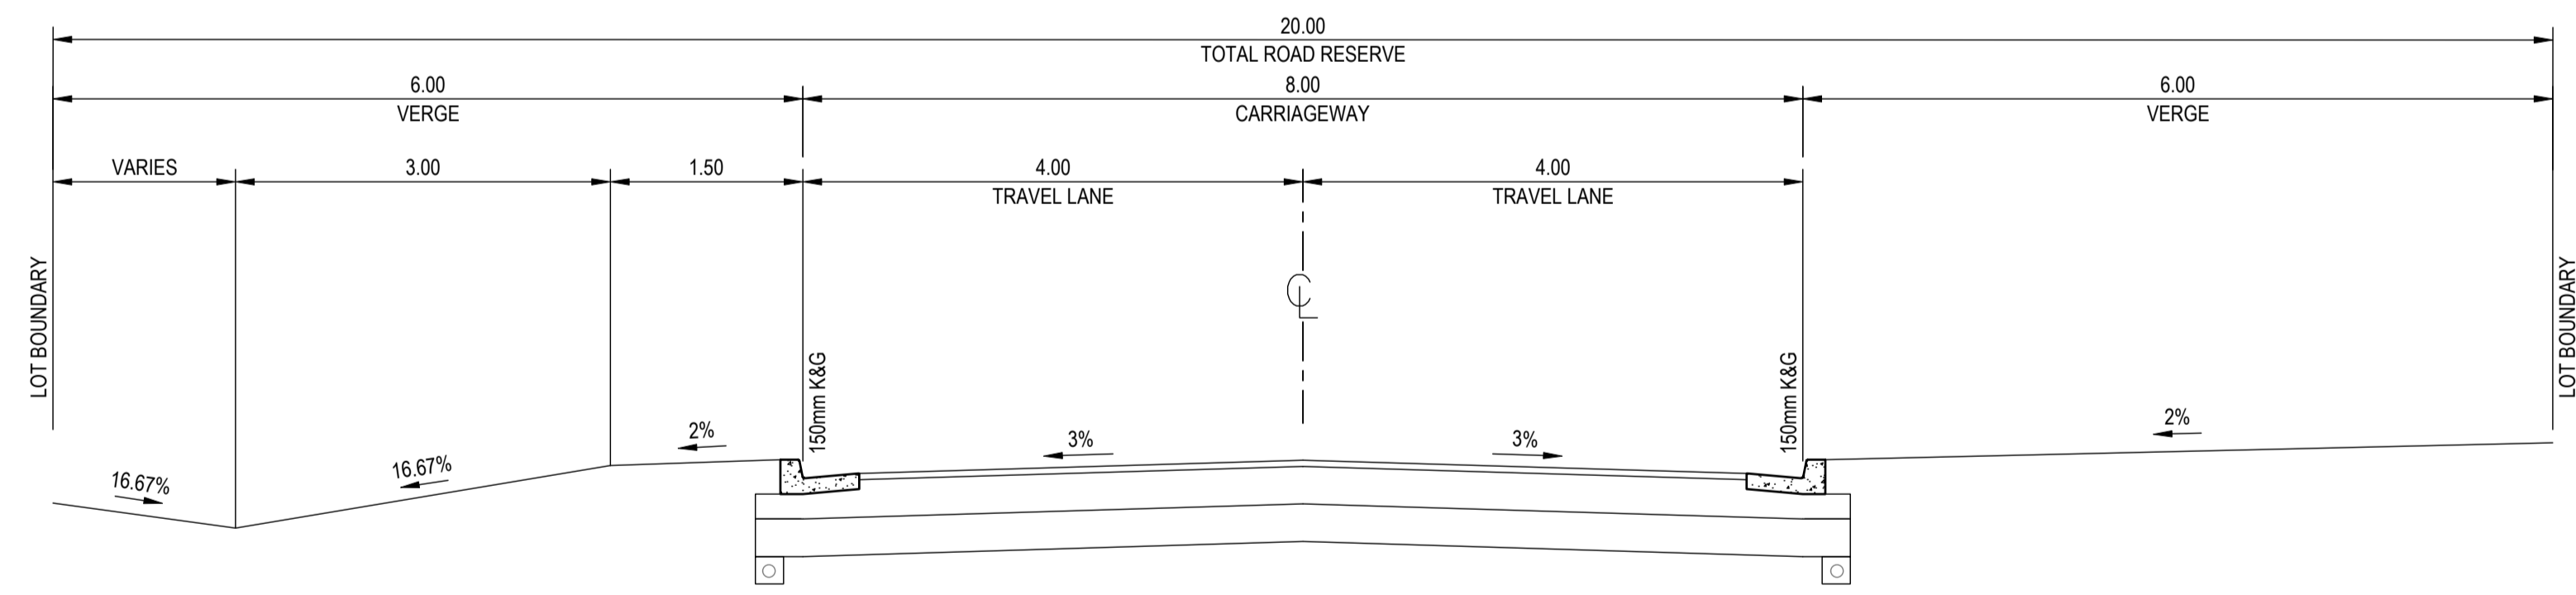 20.00
TOTAL ROAD RESERVE
6.00
VERGE
8.00
CARRIAGEWAY
6.00
VERGE
VARIES
3.00
1.50
4.00
TRAVEL LANE
4.00
TRAVEL LANE
LOT BOUNDARY
CL
150mm K&G
150mm K&G
LOT BOUNDARY
16.67%
16.67%
2%
3%
3%
2%